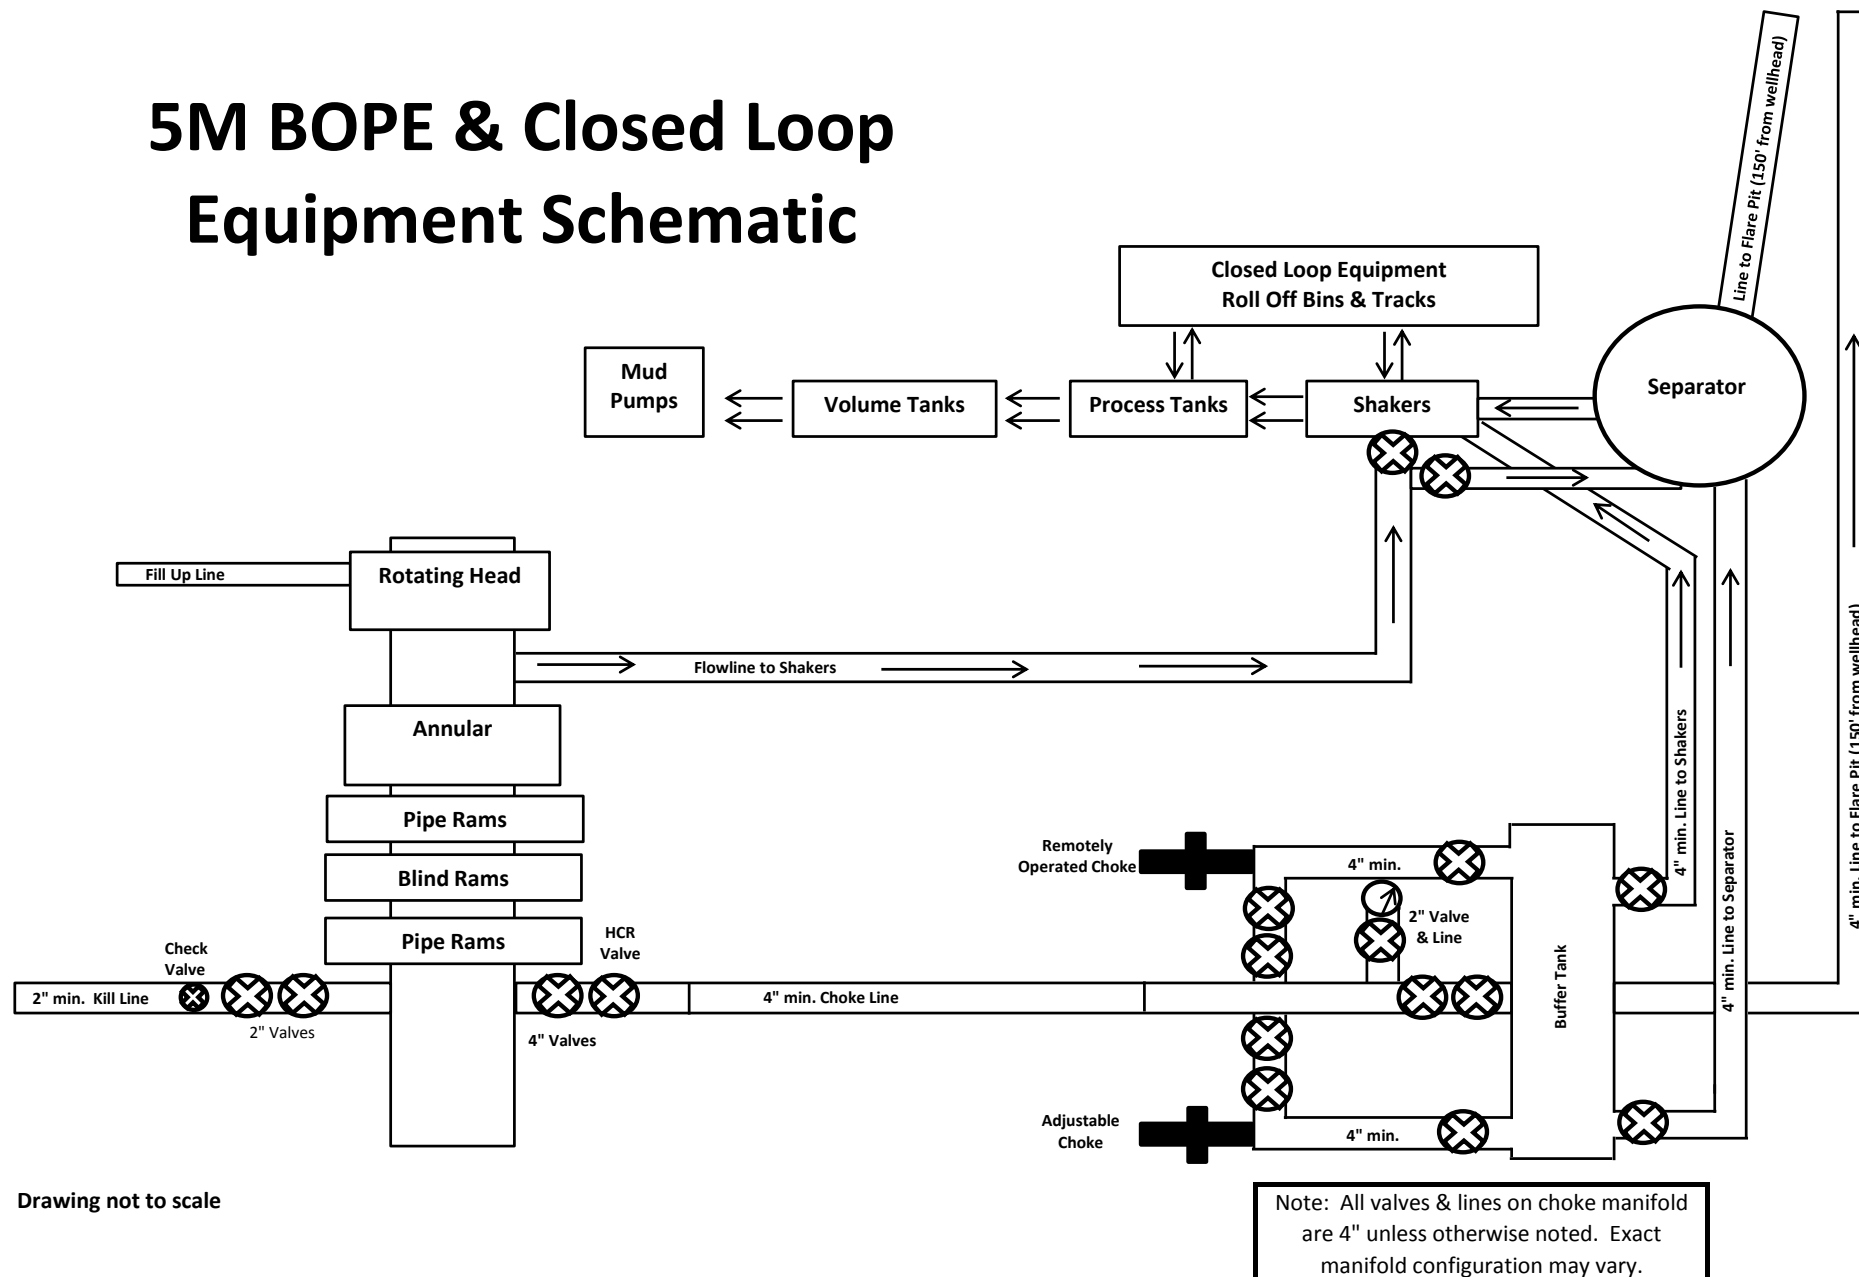 5M BOPE & Closed Loop
Equipment Schematic
Line to Flare Pit (150' from wellhead)
Closed Loop Equipment
Roll Off Bins & Tracks
Mud
Pumps
Volume Tanks
Process Tanks
Shakers
Separator
Fill Up Line
Rotating Head
Flowline to Shakers
Annular
Pipe Rams
Blind Rams
Pipe Rams
Check
Valve
HCR
Valve
2" min. Kill Line
2" Valves
4" Valves
4" min. Choke Line
Remotely
Operated Choke
4" min.
2" Valve
& Line
Buffer Tank
4" min. Line to Shakers
4" min. Line to Separator
4" min. Line to Flare Pit (150' from wellhead)
Adjustable
Choke
4" min.
Drawing not to scale
Note: All valves & lines on choke manifold
are 4" unless otherwise noted. Exact
manifold configuration may vary.